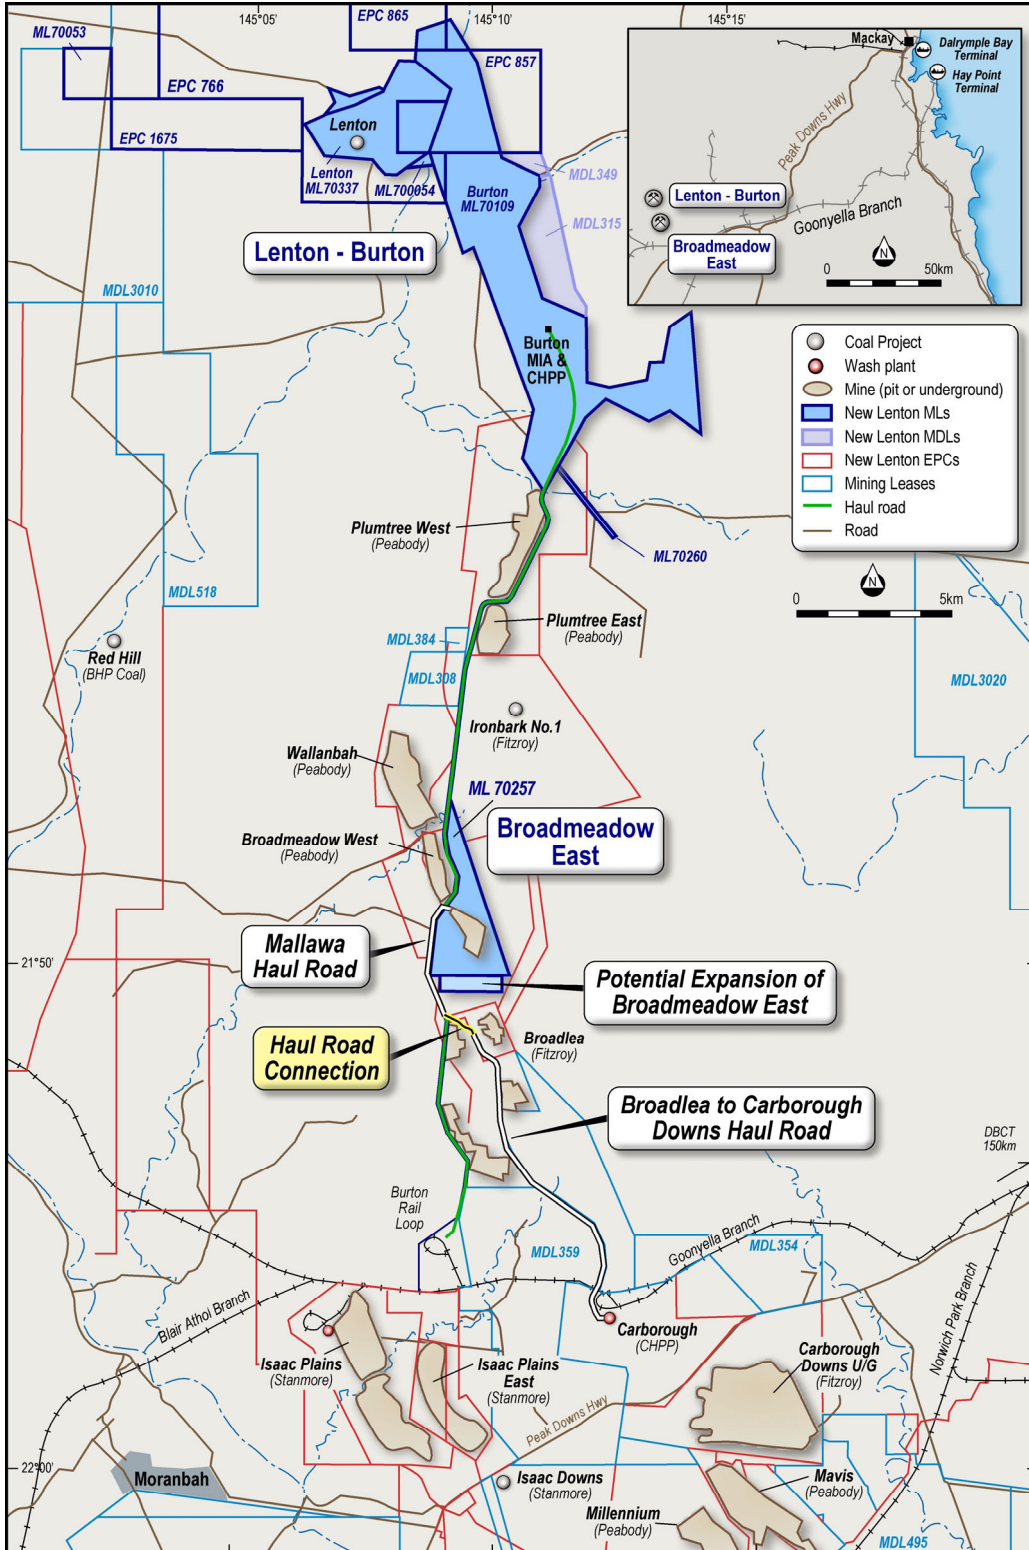 145°05'
145°10'
145°15'
ML70053
EPC 865
EPC 857
EPC 766
EPC 1675
Lenton
Lenton
ML70337
ML700054
Burton
ML70109
MDL349
MDL315
Lenton - Burton
MDL3010
Burton
MIA &
CHPP
Mackay
Dalrymple Bay
Terminal
Hay Point
Terminal
Peak Downs Hwy
Lenton - Burton
Goonyella Branch
Broadmeadow
East
N
0
50km
Coal Project
Wash plant
Mine (pit or underground)
New Lenton MLs
New Lenton MDLs
New Lenton EPCs
Mining Leases
Haul road
Road
N
0
5km
Plumtree West
(Peabody)
ML70260
MDL518
Plumtree East
(Peabody)
MDL384
MDL308
Red Hill
(BHP Coal)
MDL3020
Ironbark No.1
(Fitzroy)
Wallanbah
(Peabody)
ML 70257
Broadmeadow
East
Broadmeadow West
(Peabody)
Mallawa
Haul Road
21°50'
Potential Expansion of
Broadmeadow East
Haul Road
Connection
Broadlea
(Fitzroy)
Broadlea to Carborough
Downs Haul Road
DBCT
150km
Burton
Rail
Loop
MDL359
Goonyella Branch
MDL354
Blair Athol Branch
Norwich Park Branch
Carborough
(CHPP)
Isaac Plains
(Stanmore)
Isaac Plains
East
(Stanmore)
Carborough
Downs U/G
(Fitzroy)
Peak Downs Hwy
22°00'
Moranbah
Isaac Downs
(Stanmore)
Mavis
(Peabody)
Millennium
(Peabody)
MDL495